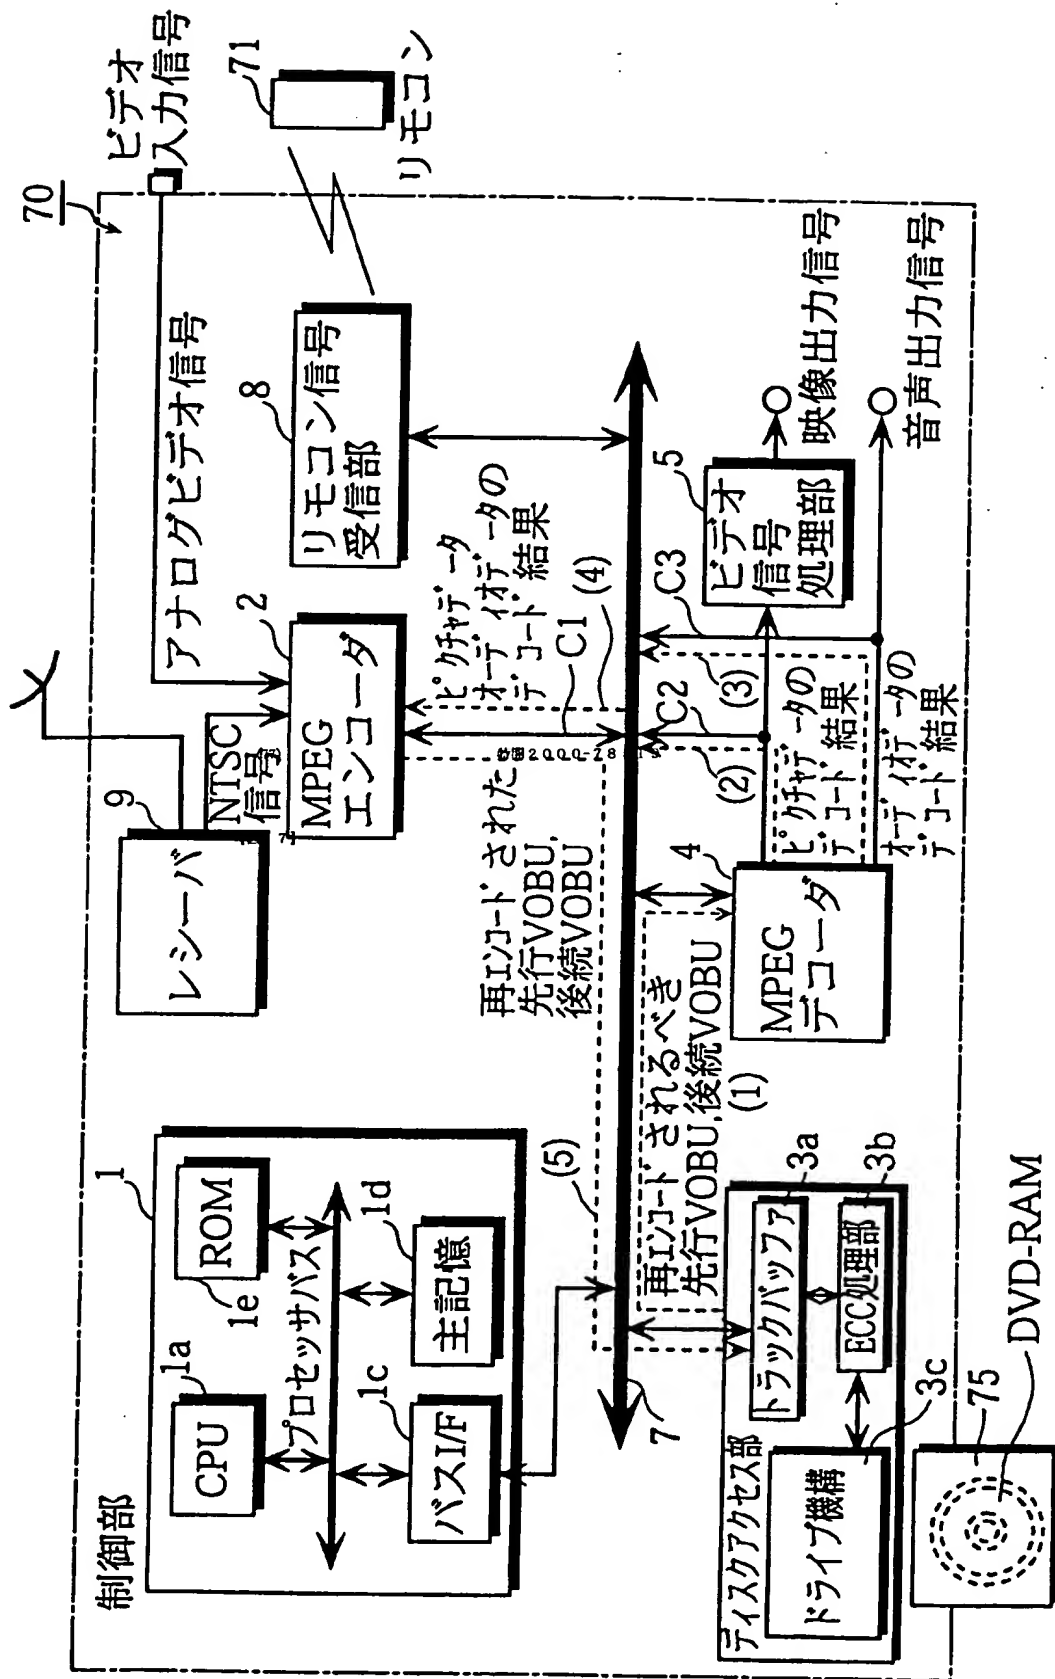 70
ビデオ
入力信号
71
リモコン
アナログビデオ信号
9
レシーバ
NTSC
信号
2
MPEG
エンコーダ
8
リモコン信号
受信部
ピクチャデータ
オーディオデータの
デコード結果
(4)
C1
再エンコードされた
先行VOBU,
後続VOBU
制御部
1
1a
CPU
1e
ROM
プロセッサバス
1c
バスI/F
1d
主記憶
(5)
7
再エンコードされるべき
先行VOBU,後続VOBU
(1)
4
MPEG
デコーダ
(2)
C2
(3)
C3
5
ビデオ
信号
処理部
映像出力信号
音声出力信号
ピクチャデータの
デコード結果
オーディオデータの
デコード結果
ディスクアクセス部
3a
トラックバッファ
3b
ECC処理部
3c
ドライブ機構
75
DVD-RAM